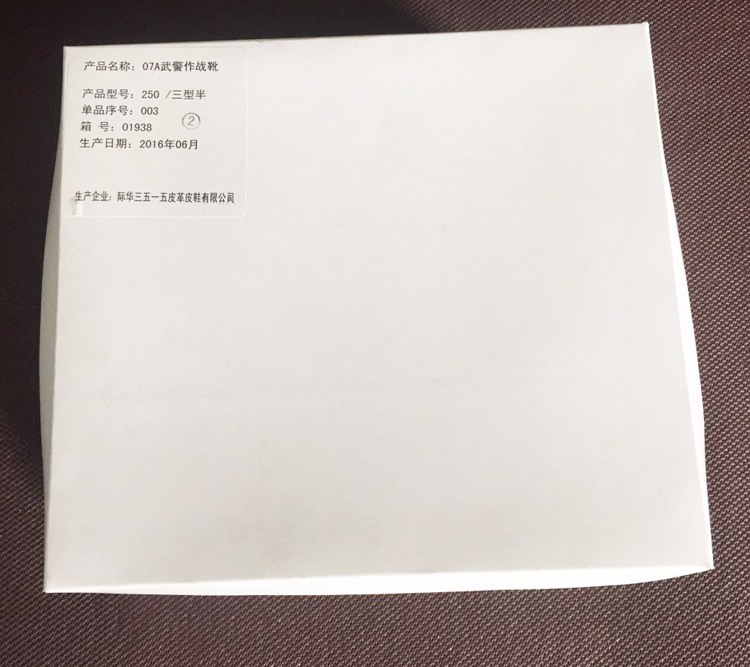 产品名称：07A武警作战靴
产品型号：250 /三型半
单品序号：003
②
箱 号：01938
生产日期：2016年06月
生产企业：际华三五一五皮革皮鞋有限公司